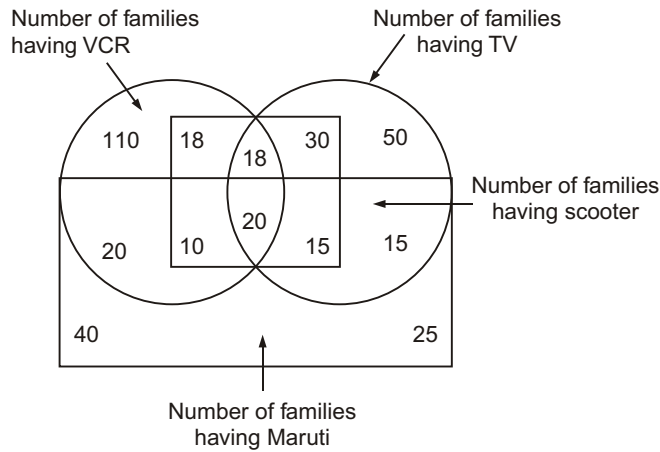 Number of families
having VCR
Number of families
having TV
110
18
18
30
50
Number of families
having scooter
20
10
20
15
15
40
25
Number of families
having Maruti